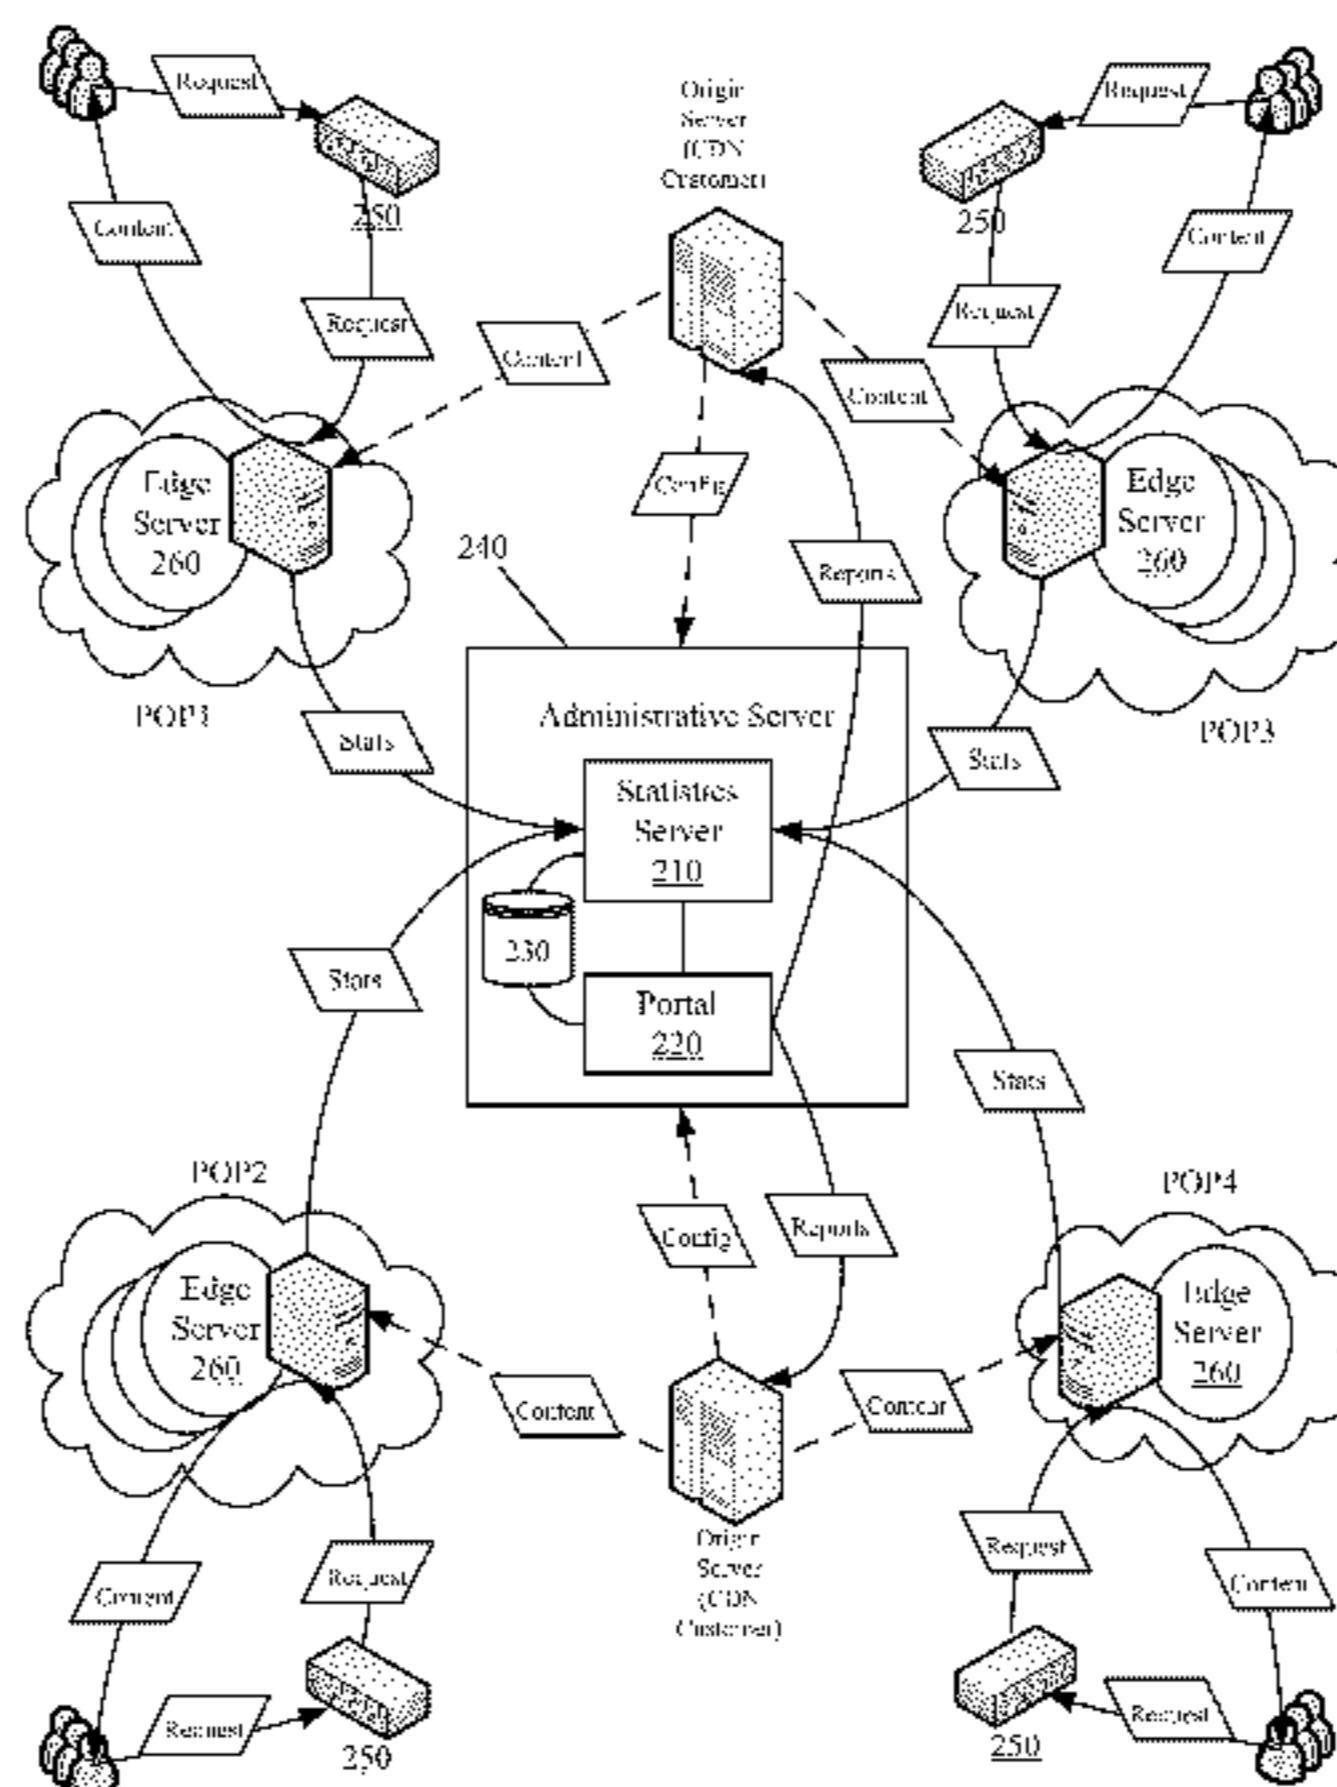 Request
Request
Origin
Server
(CDN
Customer)
250
250
Content
Content
Request
Request
Content
Content
Edge
Server
260
Config
Edge
Server
260
240
Reports
POP1
Administrative Server
POP3
Stats
Stats
Statistics
Server
210
230
Stats
Portal
220
Stats
POP2
POP4
Config
Reports
Edge
Server
260
Edge
Server
260
Content
Content
Origin
Server
(CDN
Customer)
Request
Request
Content
Content
Request
Request
250
250